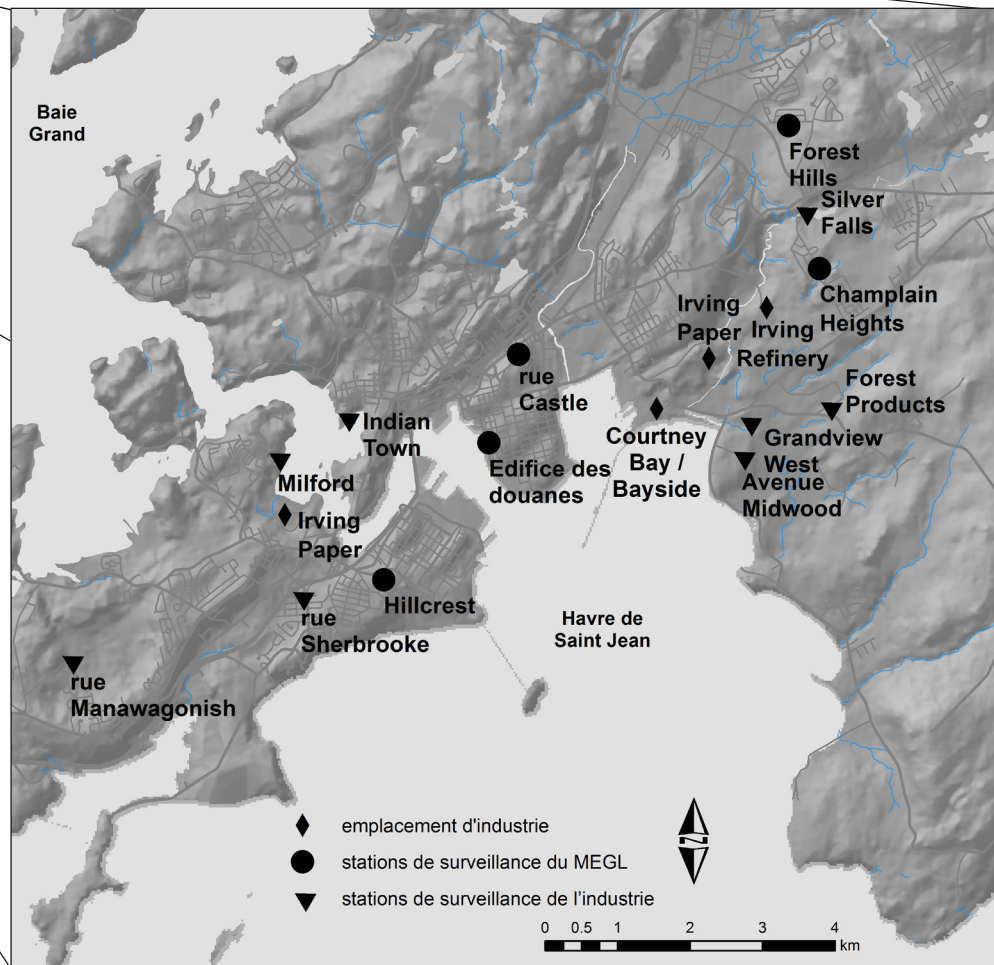 Baie
Grand
Forest
Hills
Silver
Falls
Champlain
Heights
Irving
Paper
Irving
Refinery
rue
Castle
Forest
Products
Indian
Town
Courtney
Bay /
Bayside
Grandview
West
Edifice des
douanes
Milford
Avenue
Midwood
Irving
Paper
Hillcrest
rue
Sherbrooke
Havre de
Saint Jean
rue
Manawagonish
emplacement d'industrie
stations de surveillance du MEGL
stations de surveillance de l'industrie
N
0 0.5 1 2 3 4
km